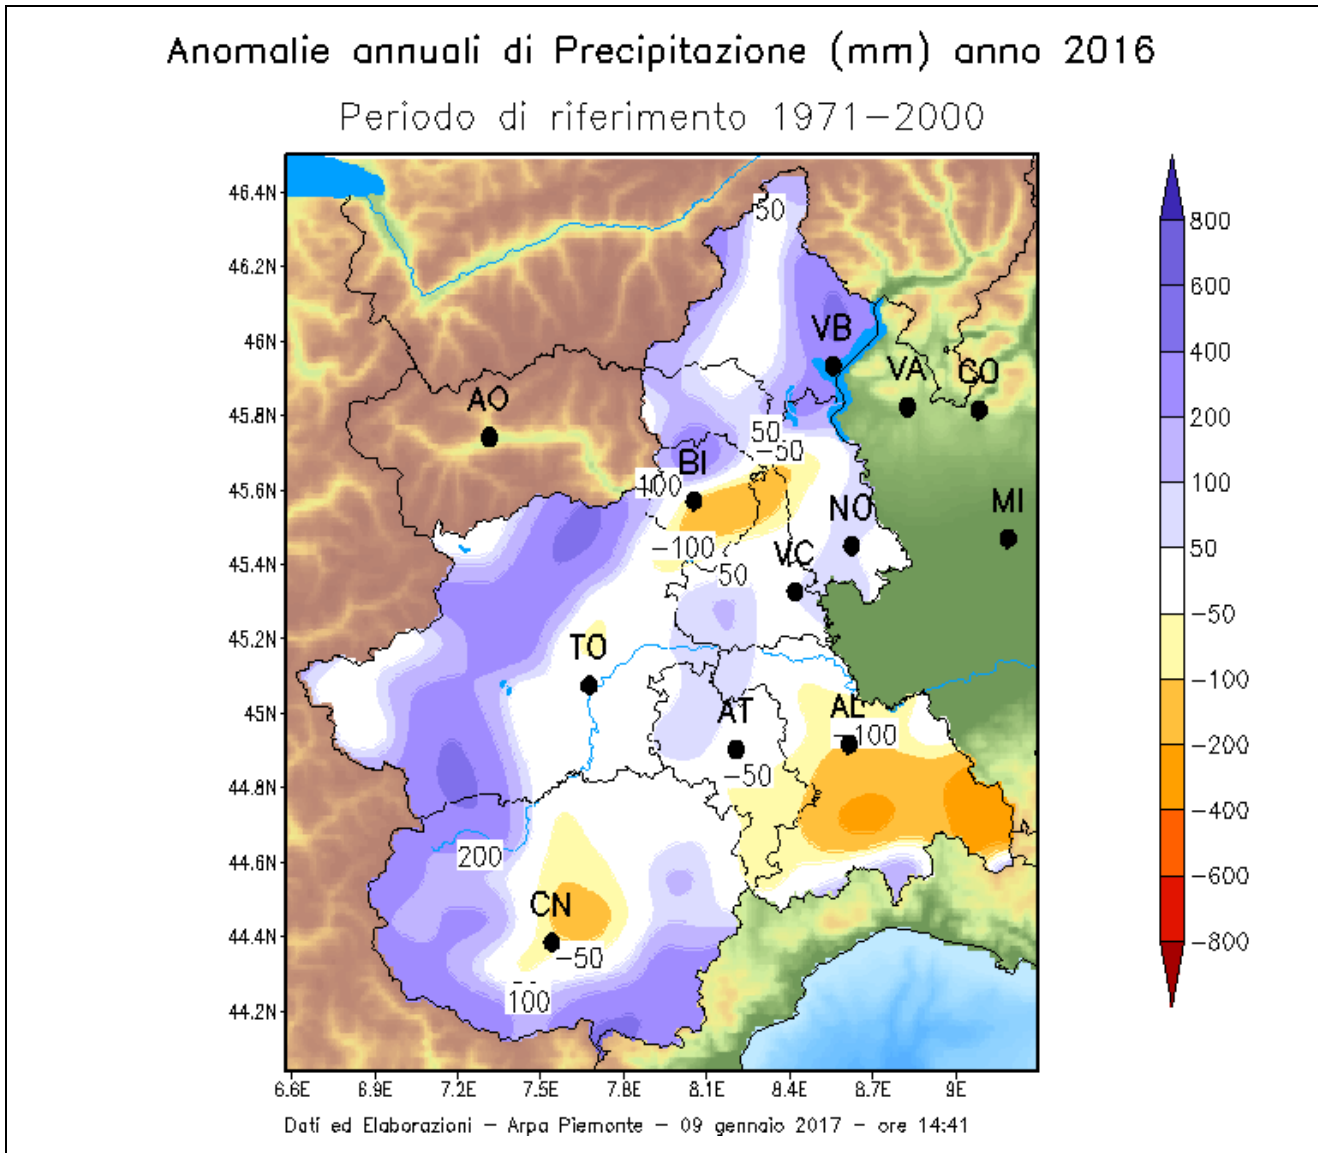 Anomalie annuali di Precipitazione (mm) anno 2016
Periodo di riferimento 1971-2000
46.4N
46.2N
46N
45.8N
45.6N
45.4N
45.2N
45N
44.8N
44.6N
44.4N
44.2N
6.6E 6.9E 7.2E 7.5E 7.8E 8.1E 8.4E 8.7E 9E
50
VB
VA CO
AO
50
-50
BI
100
NO MI
-100
VC
50
TO
AT AL
-100
-50
200
CN
-50
100
800
600
400
200
100
50
-50
-100
-200
-400
-600
-800
Dati ed Elaborazioni - Arpa Piemonte - 09 gennaio 2017 - ore 14:41